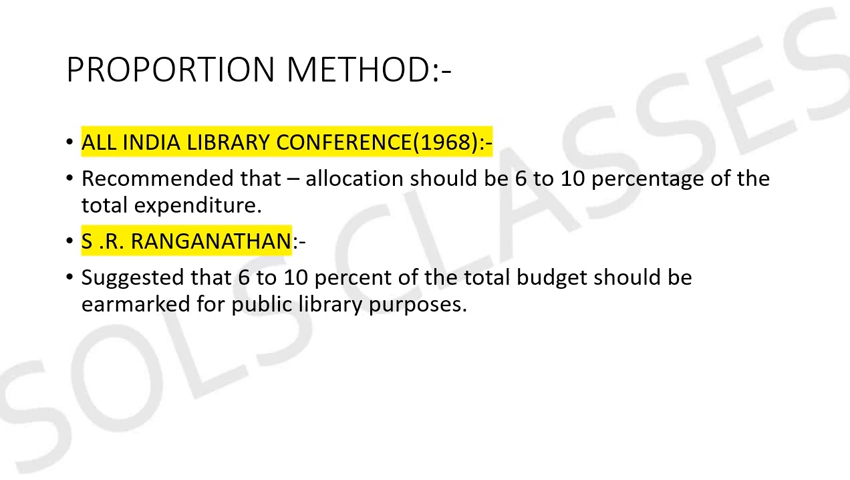 PROPORTION METHOD:-
• ALL INDIA LIBRARY CONFERENCE(1968):-
• Recommended that – allocation should be 6 to 10 percentage of the
total expenditure.
• S .R. RANGANATHAN:-
• Suggested that 6 to 10 percent of the total budget should be
earmarked for public library purposes.
SOLS CLASSES